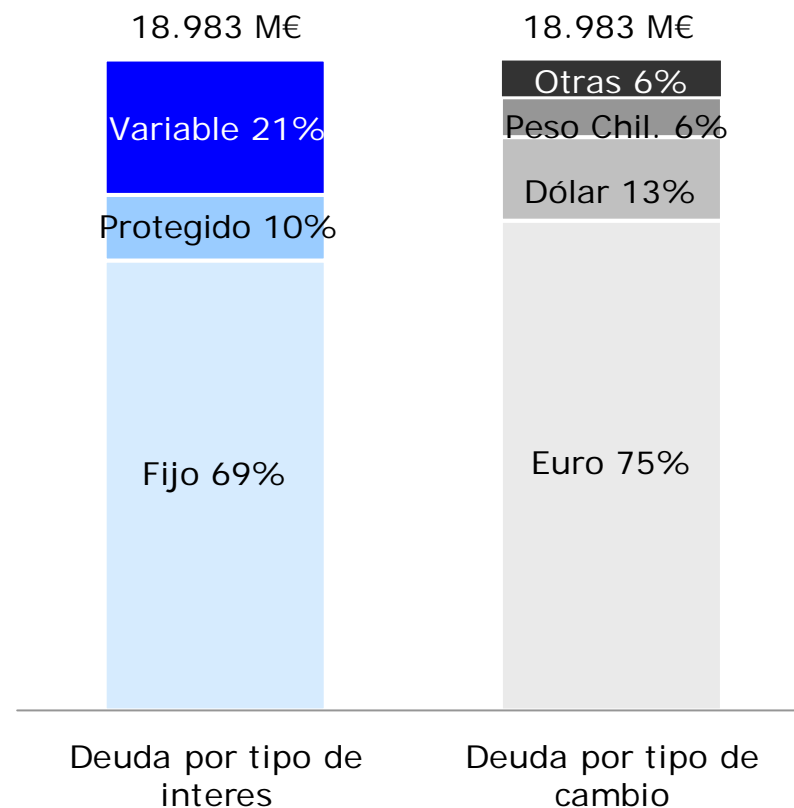 18.983 M€
18.983 M€
Otras 6%
Variable 21%
Peso Chil. 6%
Dólar 13%
Protegido 10%
Fijo 69%
Euro 75%
Deuda por tipo de
interes
Deuda por tipo de
cambio